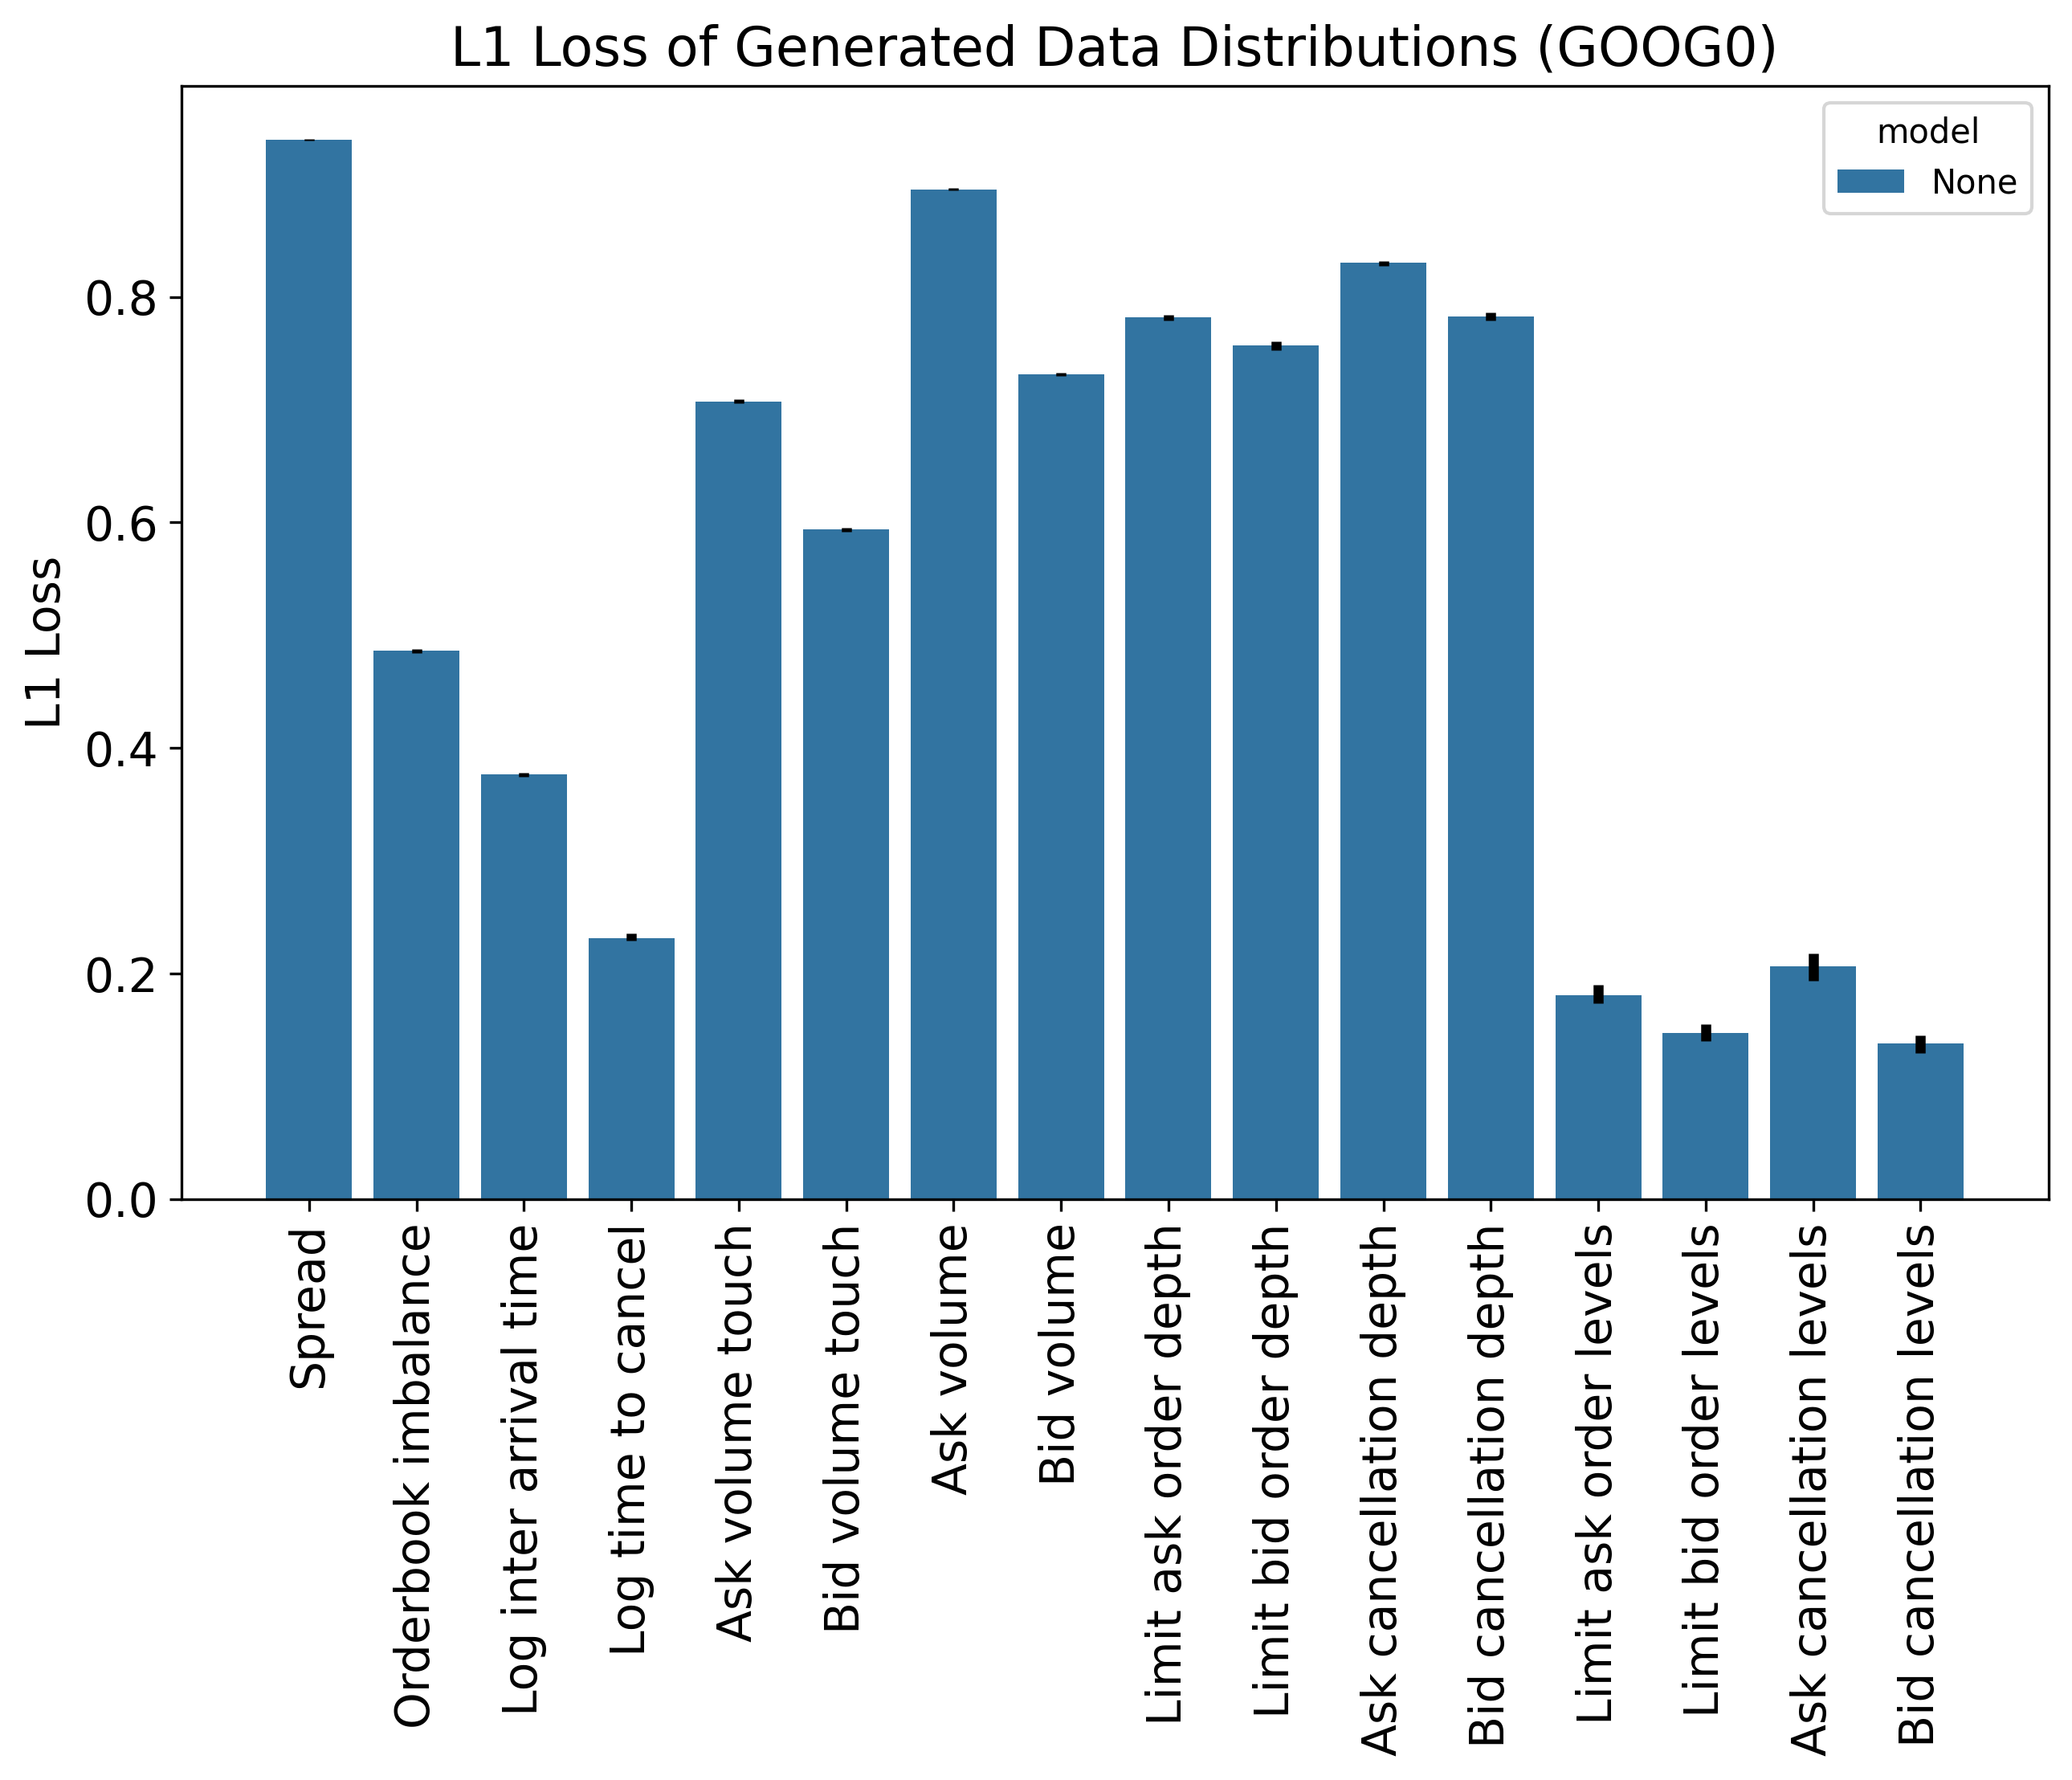 L1 Loss of Generated Data Distributions (GOOG0)
model
None
L1 Loss
0.8
0.6
0.4
0.2
0.0
Spread
Orderbook imbalance
Log inter arrival time
Log time to cancel
Ask volume touch
Bid volume touch
Ask volume
Bid volume
Limit ask order depth
Limit bid order depth
Ask cancellation depth
Bid cancellation depth
Limit ask order levels
Limit bid order levels
Ask cancellation levels
Bid cancellation levels